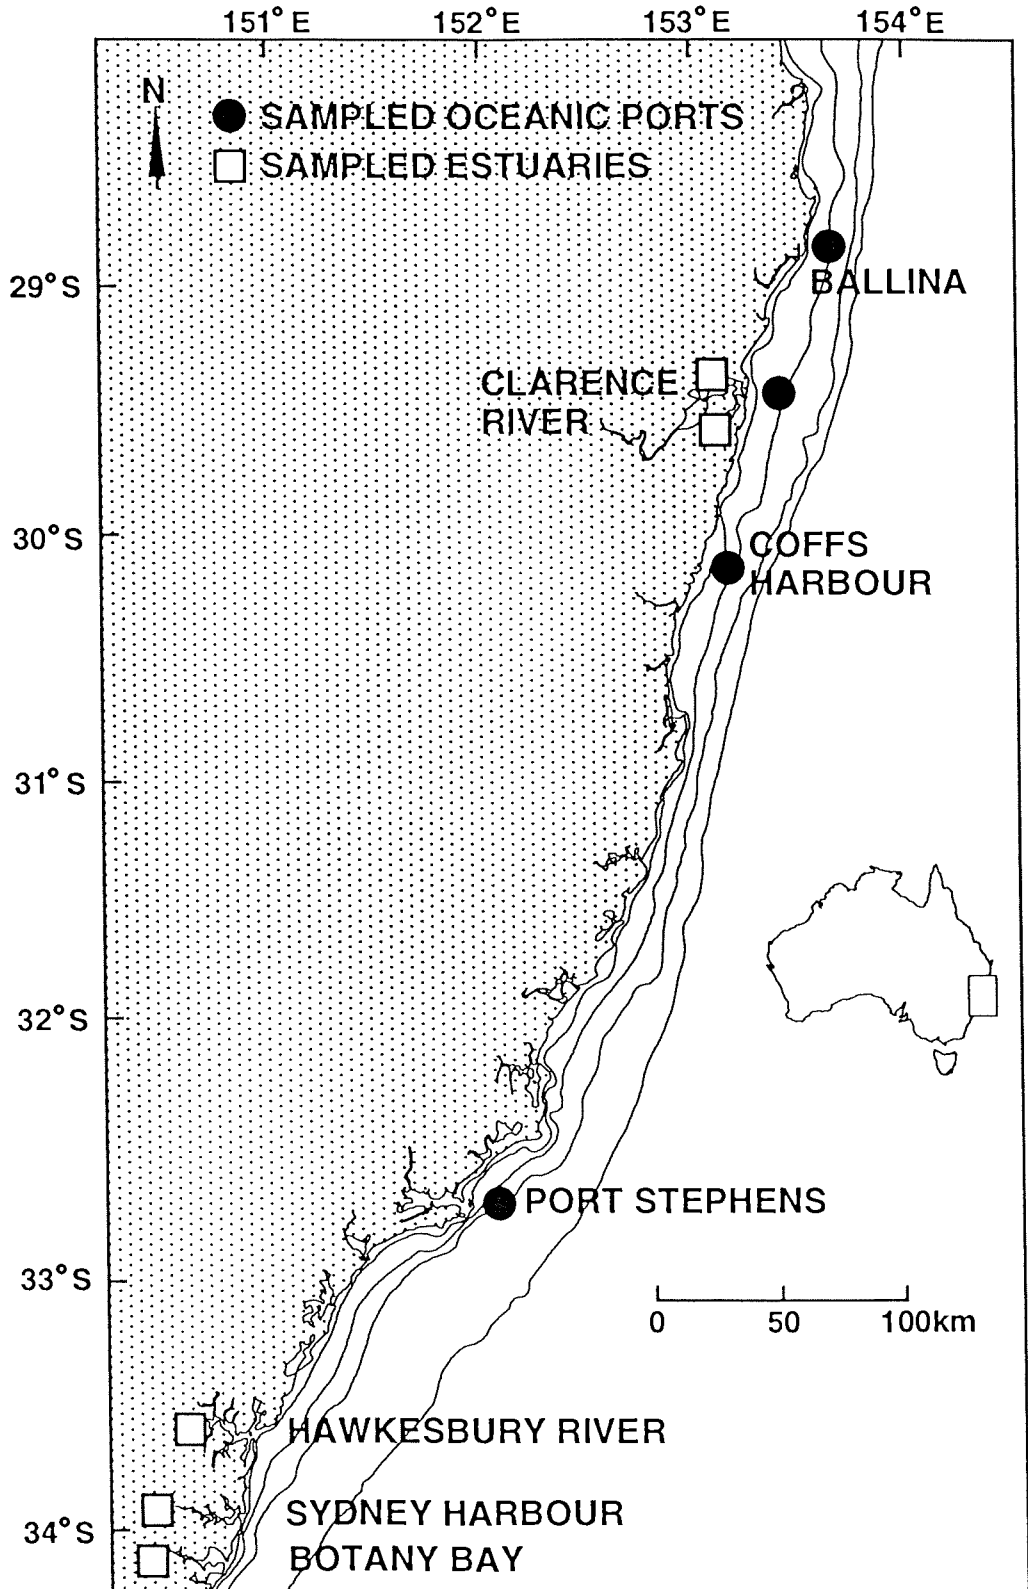 151°E 152°E 153°E 154°E
N
SAMPLED OCEANIC PORTS
SAMPLED ESTUARIES
29°S
BALLINA
CLARENCE
RIVER
30°S
COFFS
HARBOUR
31°S
32°S
PORT STEPHENS
33°S
0 50 100km
HAWKESBURY RIVER
SYDNEY HARBOUR
34°S
BOTANY BAY